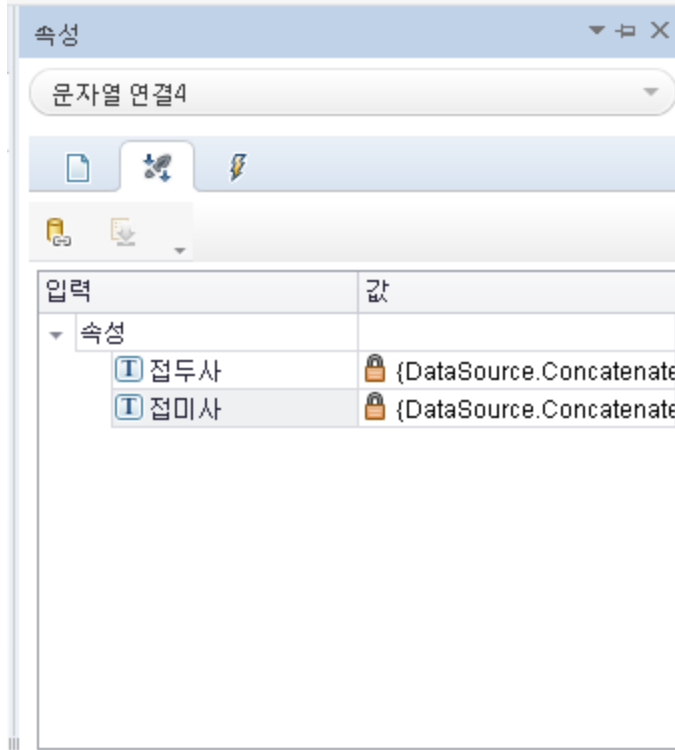 속성
문자열 연결4
입력 값
속성
접두사 {DataSource.Concatenate
접미사 {DataSource.Concatenate